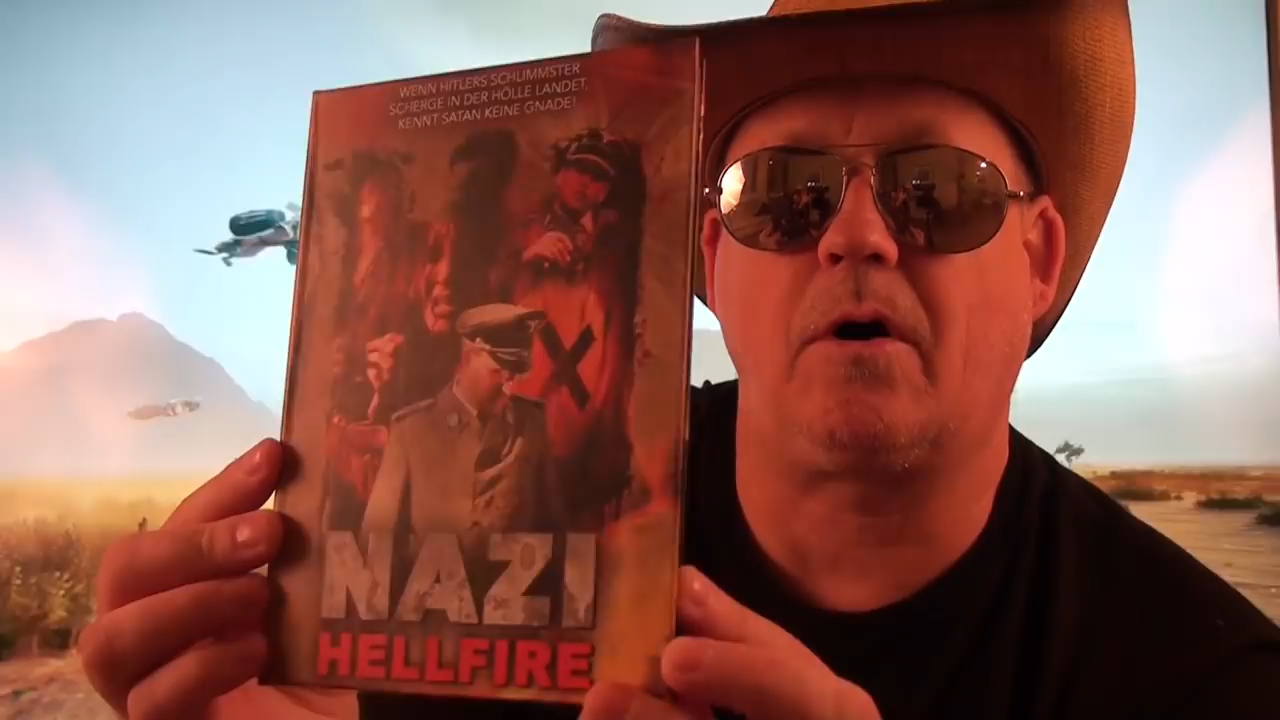 WENN HITLERS SCHLIMMSTER
SCHERGE IN DER HÖLLE LANDET,
KENNT SATAN KEINE GNADE!
NAZI
HELLFIRE